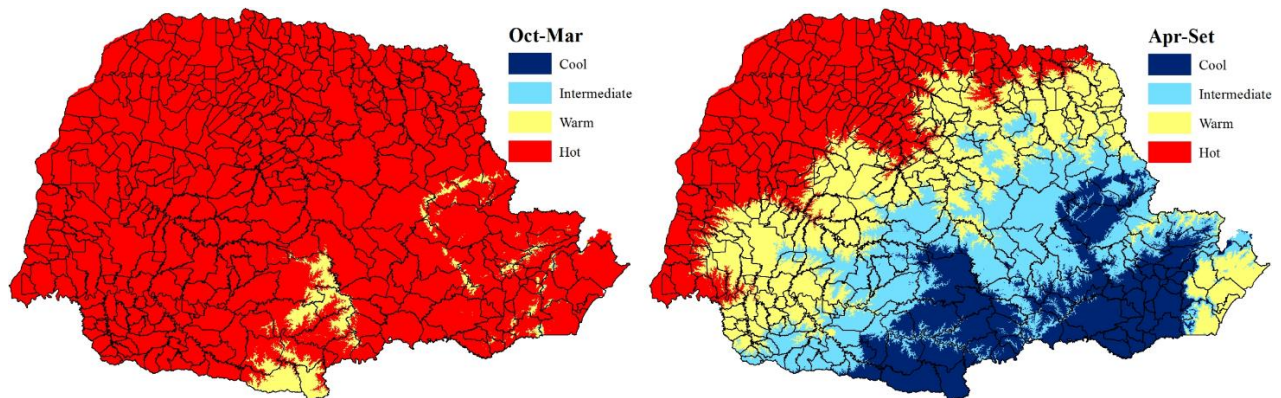 Oct-Mar
Cool
Intermediate
Warm
Hot
Apr-Set
Cool
Intermediate
Warm
Hot